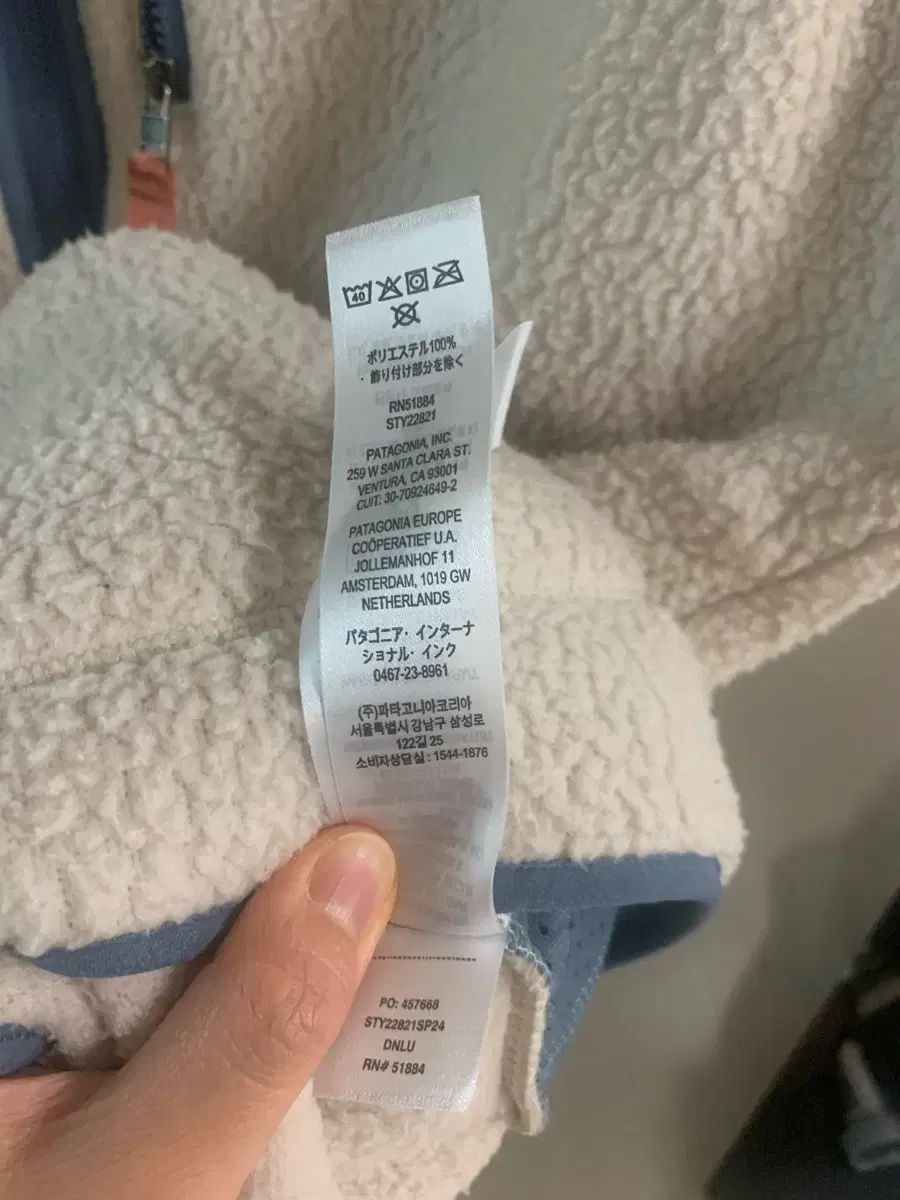 40
ポリエステル100%
・飾り付け部分を除く
RN51884
STY22821
PATAGONIA, INC.
259 W SANTA CLARA ST.
VENTURA, CA 93001
CUIT: 30-70924649-2
PATAGONIA EUROPE
COÖPERATIEF U.A.
JOLLEMANHOF 11
AMSTERDAM, 1019 GW
NETHERLANDS
パタゴニア・インターナ
ショナル・インク
0467-23-8961
(주)파타고니아코리아
서울특별시 강남구 삼성로
122길 25
소비자상담실 : 1544-1876
PO: 457668
STY22821SP24
DNLU
RN# 51884